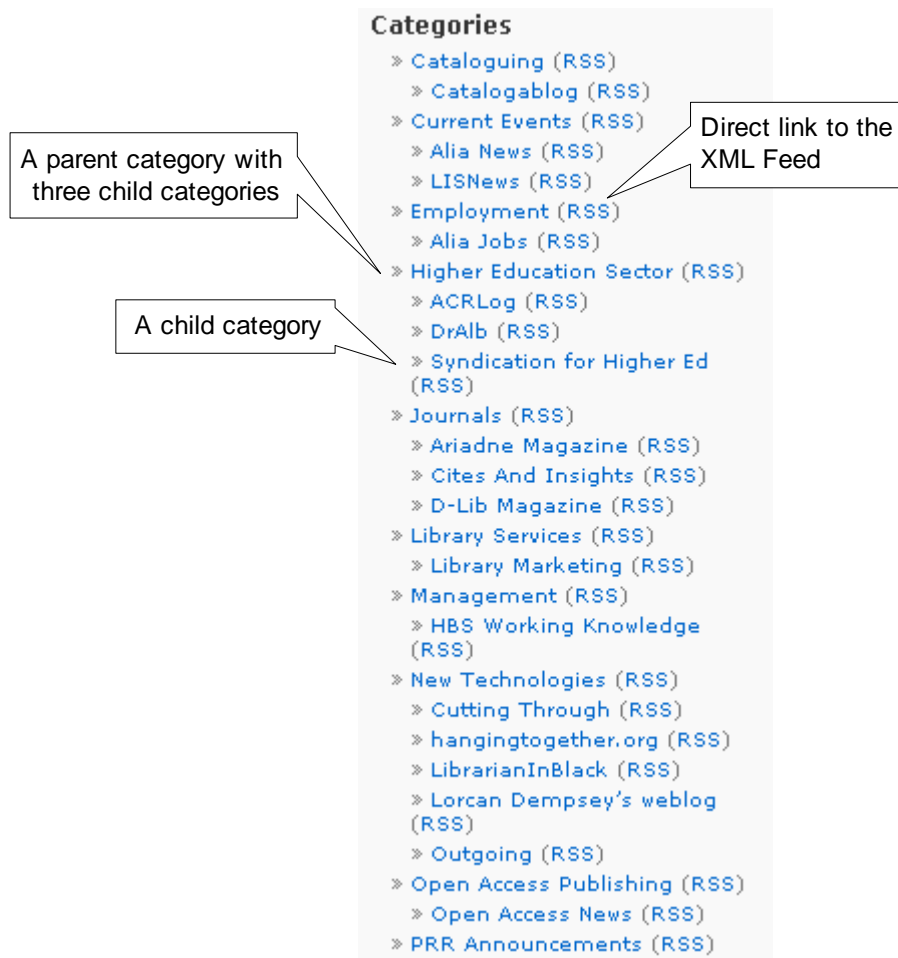 Categories
» Cataloguing (RSS)
» Catalogablog (RSS)
» Current Events (RSS)
» Alia News (RSS)
» LISNews (RSS)
» Employment (RSS)
» Alia Jobs (RSS)
» Higher Education Sector (RSS)
» ACRLog (RSS)
» DrAlb (RSS)
» Syndication for Higher Ed
(RSS)
» Journals (RSS)
» Ariadne Magazine (RSS)
» Cites And Insights (RSS)
» D-Lib Magazine (RSS)
» Library Services (RSS)
» Library Marketing (RSS)
» Management (RSS)
» HBS Working Knowledge
(RSS)
» New Technologies (RSS)
» Cutting Through (RSS)
» hangingtogether.org (RSS)
» LibrarianInBlack (RSS)
» Lorcan Dempsey's weblog
(RSS)
» Outgoing (RSS)
» Open Access Publishing (RSS)
» Open Access News (RSS)
» PRR Announcements (RSS)
A parent category with
three child categories
A child category
Direct link to the
XML Feed